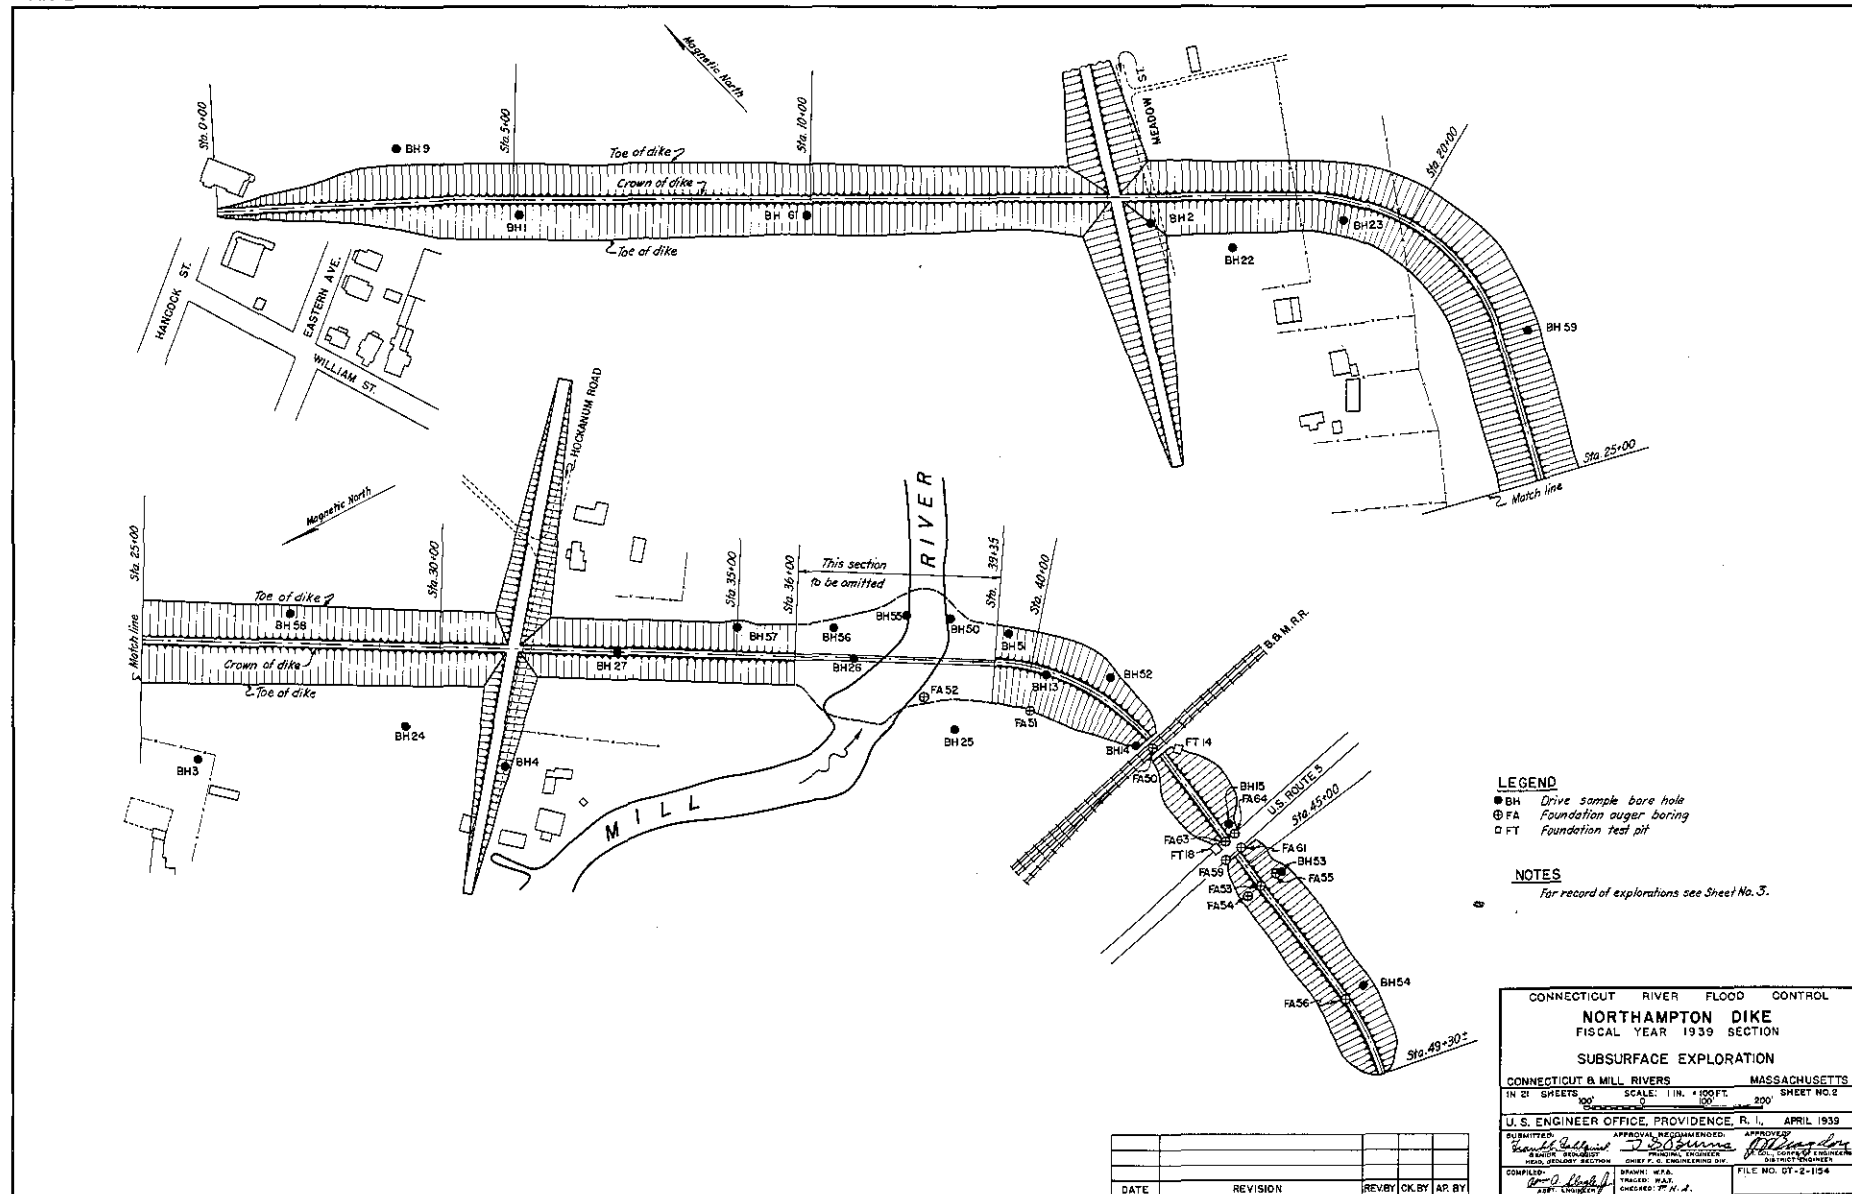 Magnetic North
Sta. 0+00
Sta. 5+00
Sta. 10+00
MEADOW ST.
Sta. 20+00
BH 9
Toe of dike
Crown of dike
BH1
BH 61
BH2
BH23
BH22
Toe of dike
HANCOCK ST.
EASTERN AVE.
WILLIAM ST.
BH 59
Sta. 25+00
Match line
HOCKANUM ROAD
Magnetic North
RIVER
Sta. 25+00
Sta. 30+00
Sta. 35+00
Sta. 36+00
This section
to be omitted
Sta. 39+35
Sta. 40+00
Match line
Toe of dike
BH 58
Crown of dike
Toe of dike
BH57
BH56
BH55
BH50
BH51
BH27
BH26
BH13
BH52
B. & M. R.R.
FA 52
FA51
BH24
BH25
BH3
BH4
BH14
FT 14
FA50
MILL
BH15
FA64
U.S. ROUTE 5
Sta. 45+00
FA63
FT18
FA61
FA59
BH53
FA53
FA55
FA54
BH54
FA56
Sta. 49+30±
LEGEND
BH Drive sample bore hole
FA Foundation auger boring
FT Foundation test pit
NOTES
For record of explorations see Sheet No. 3.
CONNECTICUT RIVER FLOOD CONTROL
NORTHAMPTON DIKE
FISCAL YEAR 1939 SECTION
SUBSURFACE EXPLORATION
CONNECTICUT & MILL RIVERS MASSACHUSETTS
IN 21 SHEETS SCALE: 1 IN. = 100 FT. SHEET NO. 2
100' 0 100' 200'
U.S. ENGINEER OFFICE, PROVIDENCE, R. I., APRIL 1939
SUBMITTED: APPROVAL RECOMMENDED: APPROVED:
SENIOR GEOLOGIST PRINCIPAL ENGINEER LT. COL., CORPS OF ENGINEERS
HEAD, GEOLOGY SECTION CHIEF F. C. ENGINEERING DIV. DISTRICT ENGINEER
COMPILED: DRAWN: W.P.A. FILE NO. CT-2-1154
TRACED: W.A.T.
ASST. ENGINEER CHECKED:
DATE REVISION REV.BY CK.BY AP. BY